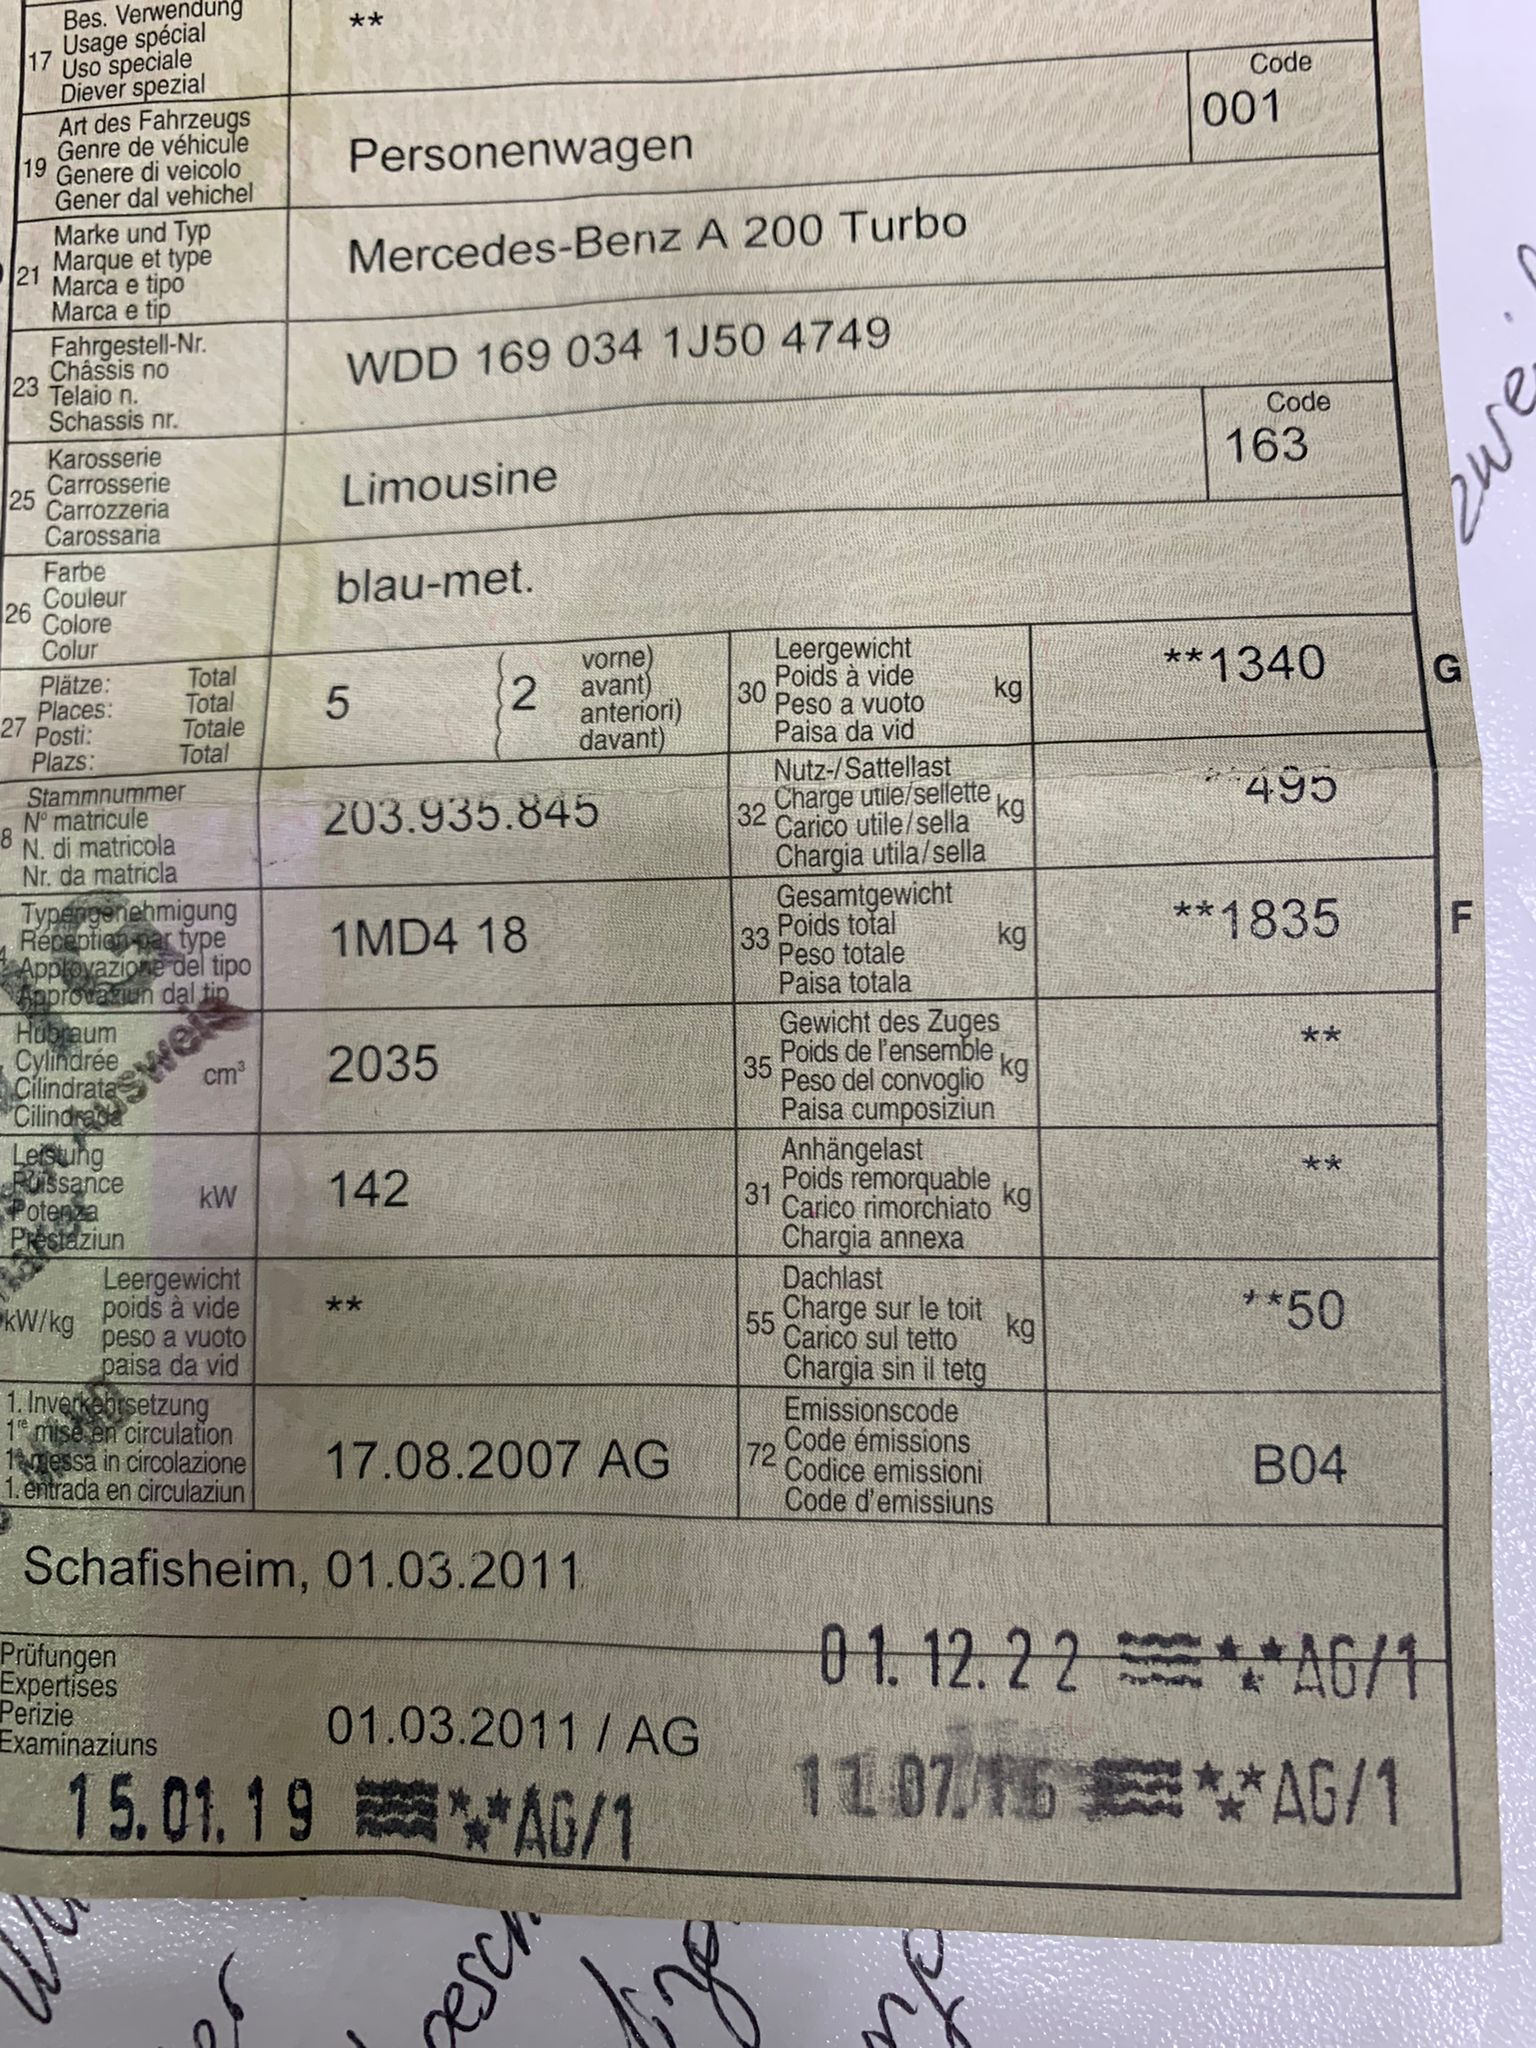 17 Bes. Verwendung
Usage spécial
Uso speciale
Diever spezial
**
19 Art des Fahrzeugs
Genre de véhicule
Genere di veicolo
Gener dal vehichel
Personenwagen
Code
001
21 Marke und Typ
Marque et type
Marca e tipo
Marca e tip
Mercedes-Benz A 200 Turbo
23 Fahrgestell-Nr.
Châssis no
Telaio n.
Schassis nr.
WDD 169 034 1J50 4749
25 Karosserie
Carrosserie
Carrozzeria
Carossaria
Limousine
Code
163
26 Farbe
Couleur
Colore
Colur
blau-met.
27 Plätze: Total
Places: Total
Posti: Totale
Plazs: Total
5
( 2 vorne)
avant)
anteriori)
davant)
30 Leergewicht
Poids à vide
Peso a vuoto
Paisa da vid
kg
**1340
G
8 Stammnummer
N° matricule
N. di matricola
Nr. da matricla
203.935.845
32 Nutz-/Sattellast
Charge utile/sellette
Carico utile/sella
Chargia utila/sella
kg
**495
Typengenehmigung
Réception par type
Approvazione del tipo
Approvaziun dal tip
1MD4 18
33 Gesamtgewicht
Poids total
Peso totale
Paisa totala
kg
**1835
F
Hubraum
Cylindrée
Cilindrata
Cilindrada
cm³
2035
35 Gewicht des Zuges
Poids de l'ensemble
Peso del convoglio
Paisa cumposiziun
kg
**
Leistung
Puissance
Potenza
Prestaziun
kW
142
31 Anhängelast
Poids remorquable
Carico rimorchiato
Chargia annexa
kg
**
kW/kg
Leergewicht
poids à vide
peso a vuoto
paisa da vid
**
55 Dachlast
Charge sur le toit
Carico sul tetto
Chargia sin il tetg
kg
**50
1. Inverkehrsetzung
1re mise en circulation
1a messa in circolazione
1. entrada en circulaziun
17.08.2007 AG
72 Emissionscode
Code émissions
Codice emissioni
Code d'emissiuns
B04
Schafisheim, 01.03.2011
Prüfungen
Expertises
Perizie
Examinaziuns
01.12.22 AG/1
01.03.2011 / AG
15.01.19 AG/1
AG/1
Ausweis